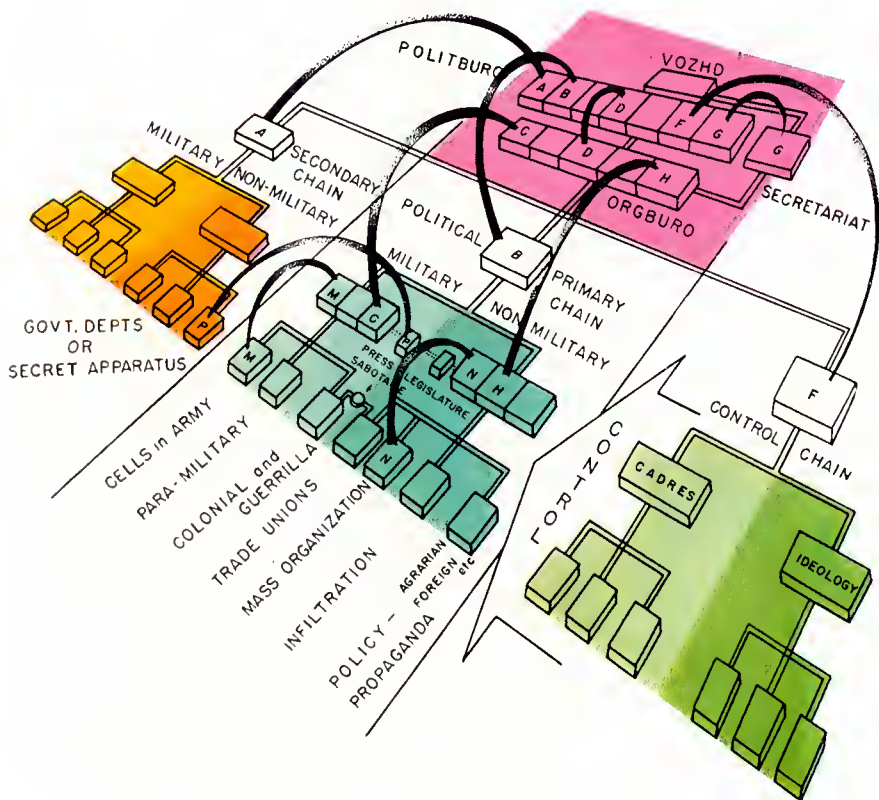 POLITBURO
VOZHD
A B D F G
C D H
G
SECRETARIAT
ORGBURO
A
MILITARY
SECONDARY
CHAIN
NON-MILITARY
P
GOVT. DEPTS
OR
SECRET APPARATUS
POLITICAL
B
PRIMARY
CHAIN
MILITARY
NON-MILITARY
M C
N H
PRESS
LEGISLATURE
SABOTAGE
M
N
CELLS in ARMY
PARA-MILITARY
COLONIAL and
GUERRILLA
TRADE UNIONS
MASS ORGANIZATION
INFILTRATION
POLICY - AGRARIAN
FOREIGN
etc
PROPAGANDA
F
CONTROL
CHAIN
CONTROL
CADRES
IDEOLOGY